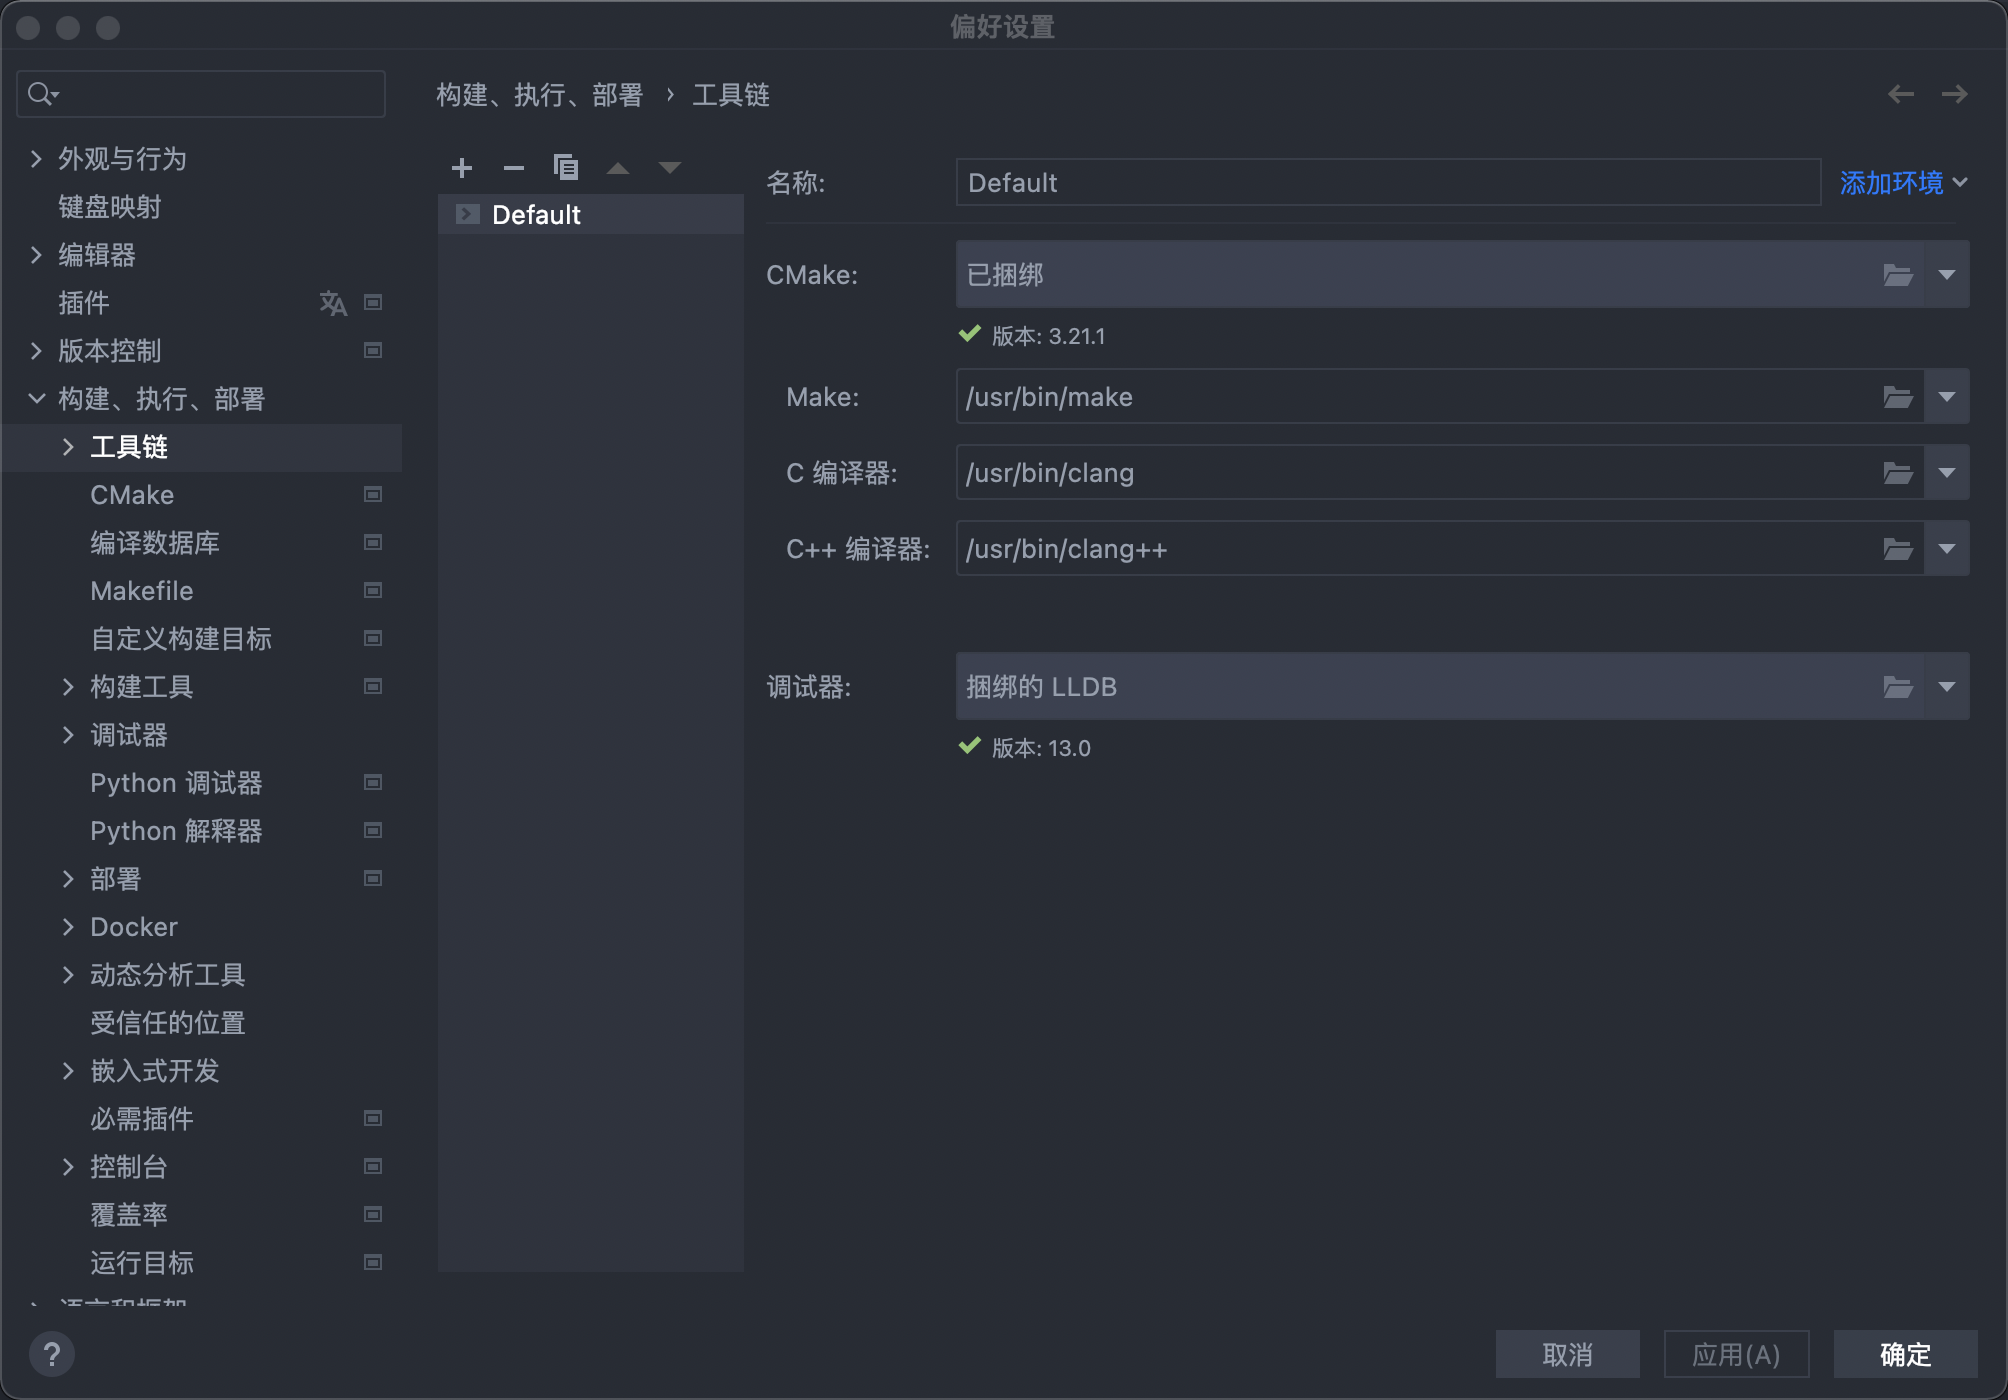 偏好设置
构建、执行、部署 › 工具链
外观与行为
键盘映射
编辑器
插件
版本控制
构建、执行、部署
工具链
CMake
编译数据库
Makefile
自定义构建目标
构建工具
调试器
Python 调试器
Python 解释器
部署
Docker
动态分析工具
受信任的位置
嵌入式开发
必需插件
控制台
覆盖率
运行目标
语言和框架
Default
名称: Default 添加环境
CMake: 已捆绑
版本: 3.21.1
Make: /usr/bin/make
C 编译器: /usr/bin/clang
C++ 编译器: /usr/bin/clang++
调试器: 捆绑的 LLDB
版本: 13.0
?
取消 应用(A) 确定